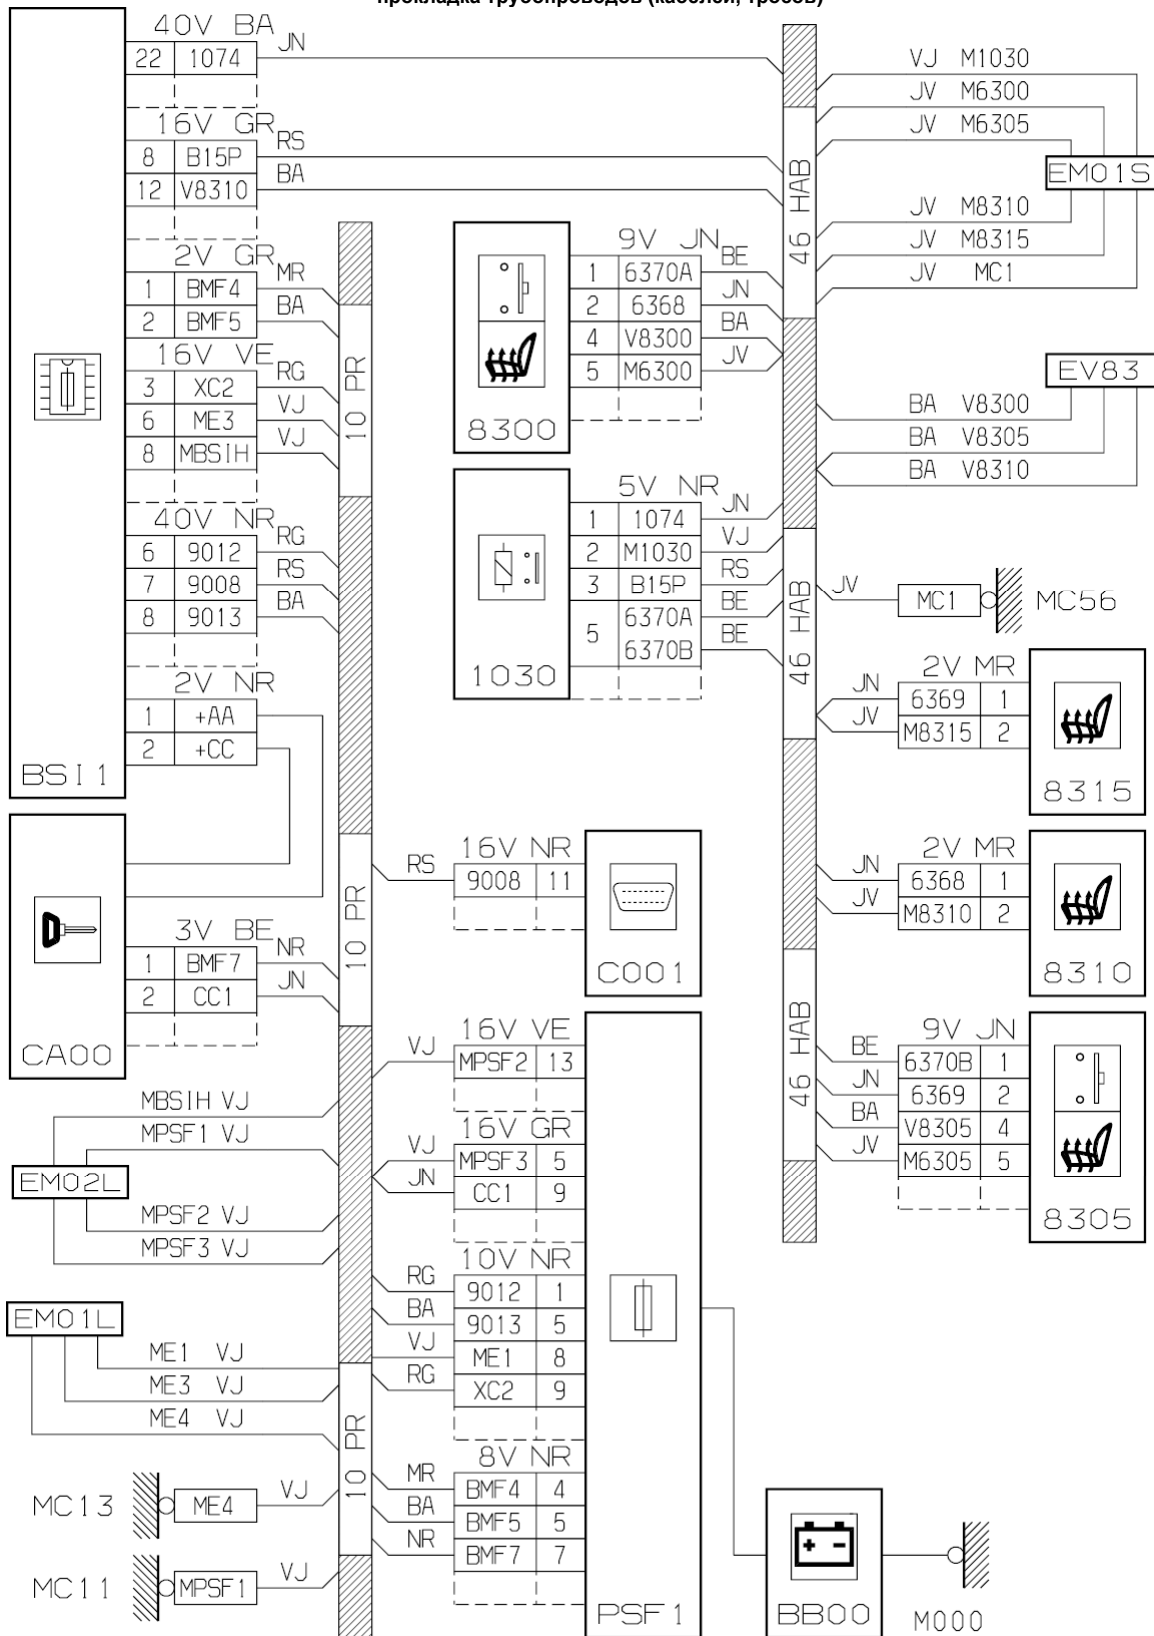 прокладка трубопроводов (кабелей, тросов)
40V BA
22 1074 JN
16V GR
8 B15P RS
12 V8310 BA
2V GR
1 BMF4 MR
2 BMF5 BA
16V VE
3 XC2 RG
6 ME3 VJ
8 MBSIH VJ
40V NR
6 9012 RG
7 9008 RS
8 9013 BA
2V NR
1 +AA
2 +CC
BSI1
3V BE
1 BMF7 NR
2 CC1 JN
CA00
MBSIH VJ
MPSF1 VJ
EM02L
MPSF2 VJ
MPSF3 VJ
EM01L
ME1 VJ
ME3 VJ
ME4 VJ
MC13 ME4 VJ
MC11 MPSF1 VJ
10 PR
10 PR
10 PR
9V JN
1 6370A BE
2 6368 JN
4 V8300 BA
5 M6300 JV
8300
5V NR
1 1074 JN
2 M1030 VJ
3 B15P RS
5 6370A BE
6370B BE
1030
16V NR
RS 9008 11
C001
16V VE
VJ MPSF2 13
16V GR
VJ MPSF3 5
JN CC1 9
10V NR
RG 9012 1
BA 9013 5
VJ ME1 8
RG XC2 9
8V NR
MR BMF4 4
BA BMF5 5
NR BMF7 7
PSF1
BB00
M000
46 HAB
46 HAB
46 HAB
VJ M1030
JV M6300
JV M6305
EM01S
JV M8310
JV M8315
JV MC1
EV83
BA V8300
BA V8305
BA V8310
JV MC1 MC56
2V MR
JN 6369 1
JV M8315 2
8315
2V MR
JN 6368 1
JV M8310 2
8310
9V JN
BE 6370B 1
JN 6369 2
BA V8305 4
JV M6305 5
8305